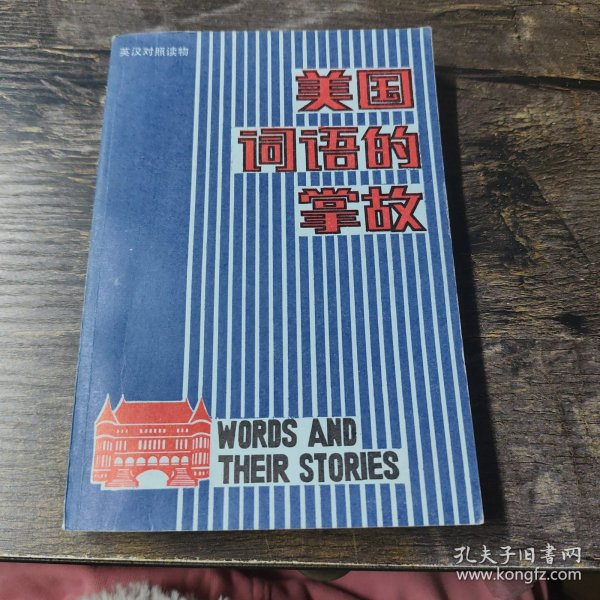 英汉对照读物
美国
词语的
掌故
WORDS AND
THEIR STORIES
孔夫子旧书网
www.kongfz.com